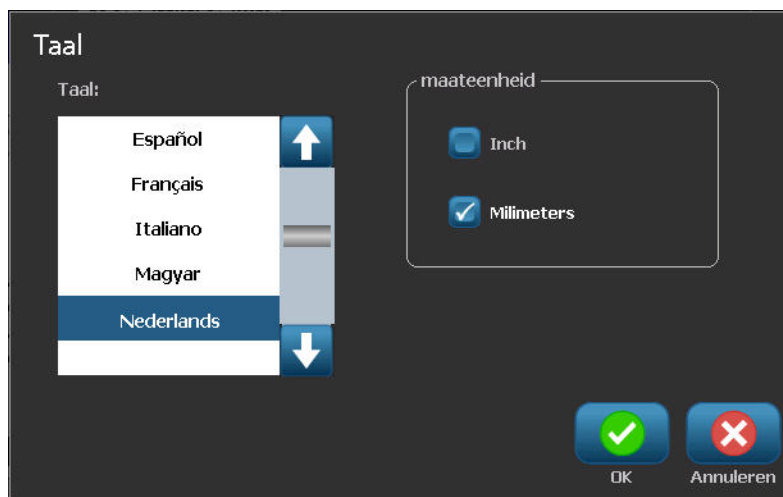 Taal
Taal:
Español
Français
Italiano
Magyar
Nederlands
maateenheid
Inch
Milimeters
OK
Annuleren